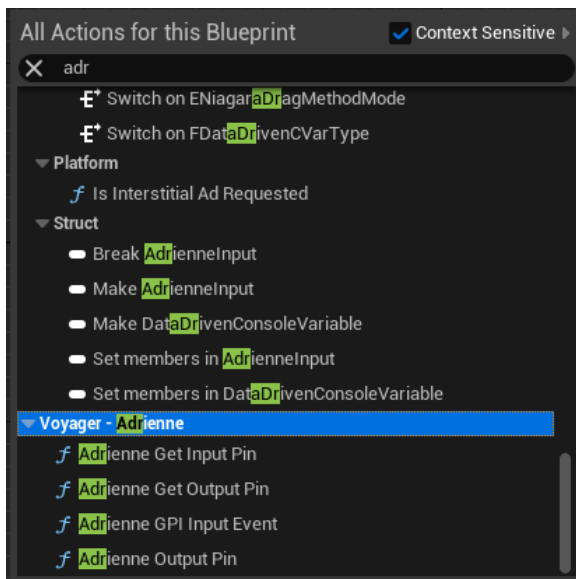 All Actions for this Blueprint Context Sensitive
adr
Switch on ENiagaraDragMethodMode
Switch on FDataDrivenCVarType
Platform
Is Interstitial Ad Requested
Struct
Break AdrienneInput
Make AdrienneInput
Make DataDrivenConsoleVariable
Set members in AdrienneInput
Set members in DataDrivenConsoleVariable
Voyager - Adrienne
Adrienne Get Input Pin
Adrienne Get Output Pin
Adrienne GPI Input Event
Adrienne Output Pin